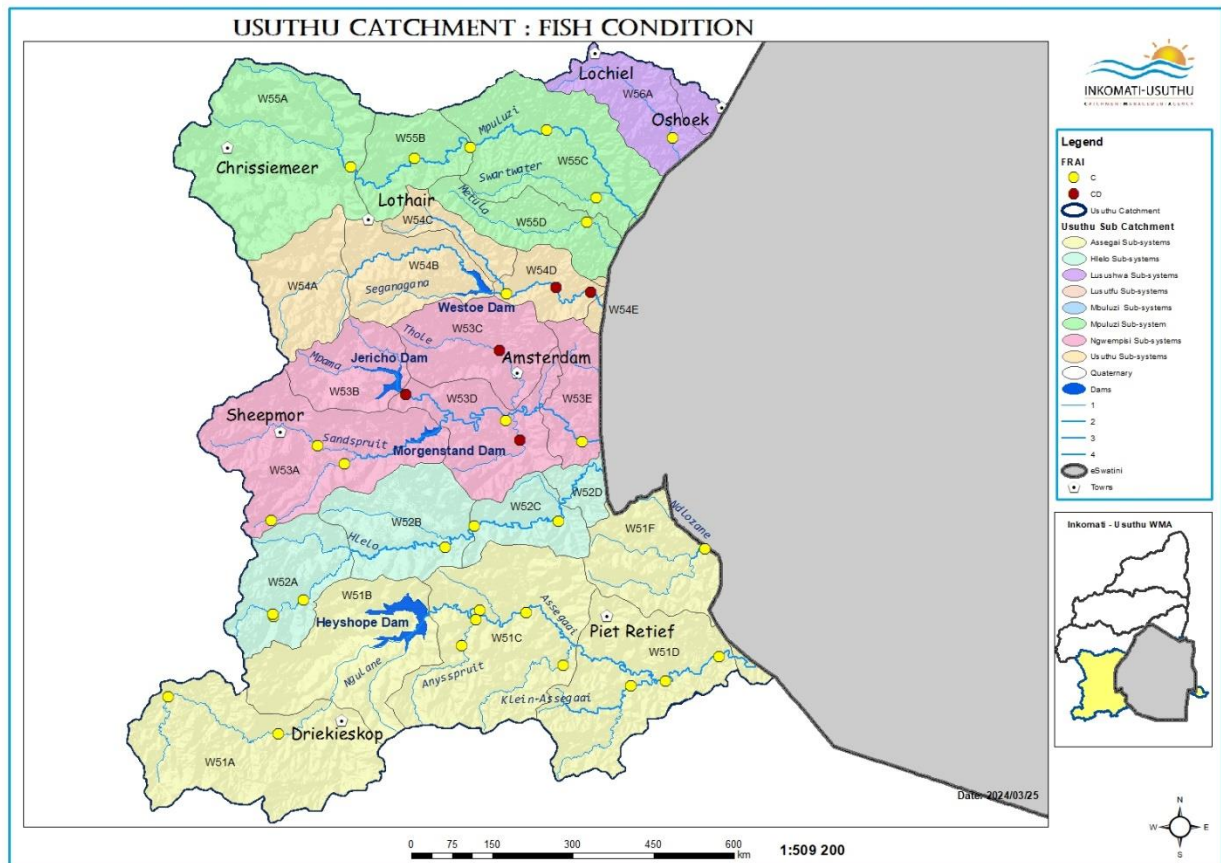 USUTHU CATCHMENT : FISH CONDITION
INKOMATI-USUTHU
CATCHMENT MANAGEMENT AGENCY
Lochiel
W56A
Oshoek
W55A
Chrissiemeer
W55B
Mpuluzi
W55C
Swartwater
Metula
W55D
Lothair
W54C
W54B
W54D
W54A
Seganagana
Westoe Dam
W54E
W53C
Thole
Jericho Dam
Mpama
Amsterdam
W53B
W53D
W53E
Sheepmor
Sandspruit
Morgenstand Dam
W53A
W52D
W52C
W52B
Hlelo
Ndlozane
W51F
W52A
W51B
Heyshope Dam
Assegaai
Piet Retief
W51C
W51D
Ngulane
Anysspruit
Klein-Assegaai
Driekieskop
W51A
Date: 2024/03/25
0 75 150 300 450 600
km
1:509 200
Legend
FRAI
C
CD
Usuthu Catchment
Usuthu Sub Catchment
Assegai Sub-systems
Hlelo Sub-systems
Lusushwa Sub-systems
Lusutfu Sub-systems
Mbuluzi Sub-systems
Mpuluzi Sub-system
Ngwempisi Sub-systems
Usuthu Sub-systems
Quaternary
Dams
1
2
3
4
eSwatini
Towns
Inkomati - Usuthu WMA
N
W E
S